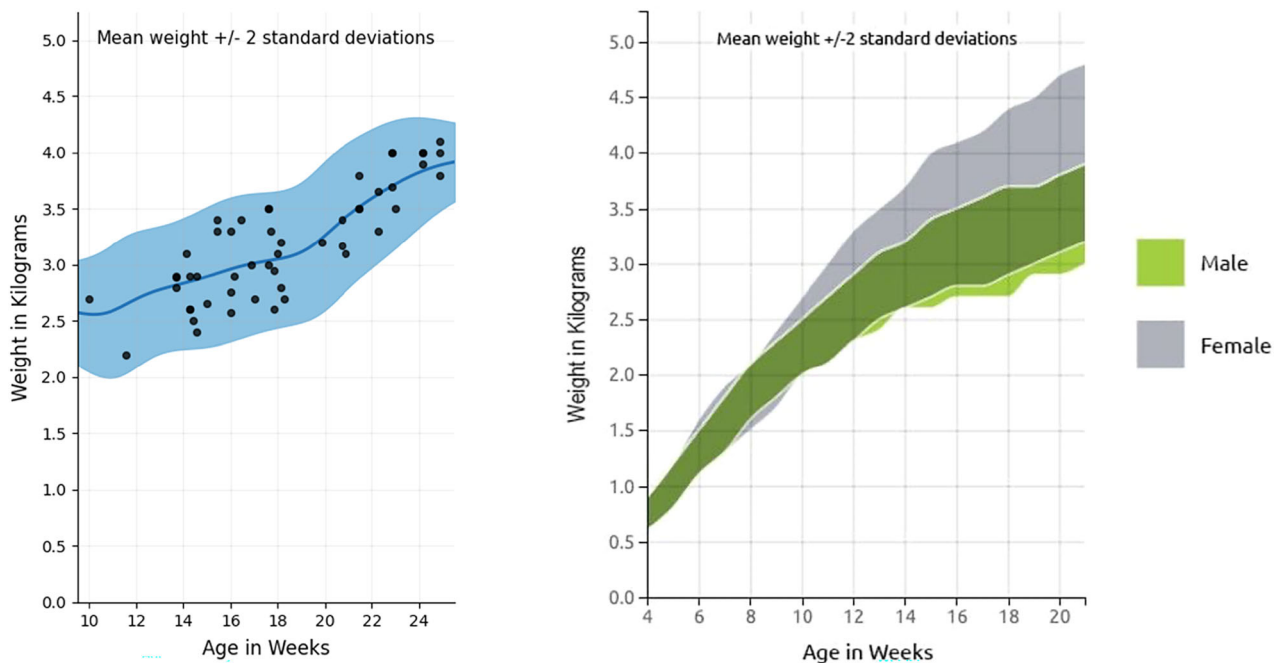 Mean weight +/- 2 standard deviations
5.0
4.5
4.0
3.5
3.0
2.5
2.0
1.5
1.0
0.5
0.0
Weight in Kilograms
10 12 14 16 18 20 22 24
Age in Weeks
Mean weight +/-2 standard deviations
5.0
4.5
4.0
3.5
3.0
2.5
2.0
1.5
1.0
0.5
0.0
Weight in Kilograms
4 6 8 10 12 14 16 18 20
Age in Weeks
Male
Female